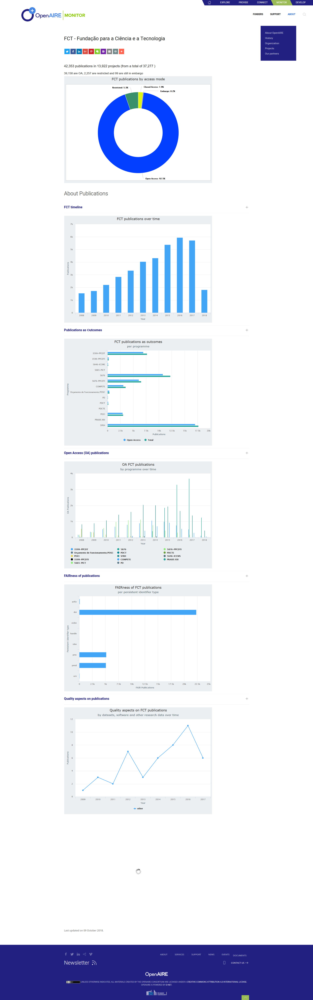 EXPLORE PROVIDE CONNECT MONITOR DEVELOP
OpenAIRE MONITOR
FUNDERS SUPPORT ABOUT
About OpenAIRE
History
Organization
Projects
Our partners
FCT - Fundação para a Ciência e a Tecnologia
42,353 publications in 13,922 projects (from a total of 37,277 )
39,158 are OA, 2,257 are restricted and 99 are still in embargo
FCT publications by access mode
Restricted: 5.3%
Closed Access: 1.9%
Embargo: 0.2%
Open Access: 92.5%
About Publications
FCT timeline
FCT publications over time
Publications
7k
6k
5k
4k
3k
2k
1k
0
2008 2009 2010 2011 2012 2013 2014 2015 2016 2017 2018
Year
Publications as Outcomes
FCT publications as outcomes
per programme
Programme
3599-PPCDT
3599-PPCDTI
5646-ICCMS
5665-PICT
5876
5876-PPCDTI
COMPETE
Orçamento de Funcionamento/POSC
PD
PDCT
PDCTE
POCI
PRAXIS XXI
SFRH
0 2.5k 5k 7.5k 10k 12.5k 15k 17.5k 20k
Publications
Open Access Total
Open Access (OA) publications
OA FCT publications
by programme over time
OA Publications
4k
3k
2k
1k
0
2008 2009 2010 2011 2012 2013 2014 2015 2016 2017 2018
Year
3599-PPCDT 5876 5876-PPCDTI
Orçamento de Funcionamento/POSC PDCT PDCTE
POCI SFRH 5646-ICCMS
3599-PPCDTI COMPETE PRAXIS XXI
5665-PICT PD
FAIRness of publications
FAIRness of FCT publications
per persistent identifier type
Persistent Identifier type
arXiv
doi
eisbn
handle
isbn
pmc
pmid
urn
0 2.5k 5k 7.5k 10k 12.5k 15k 17.5k 20k 22.5k 25k
FAIR Publications
Quality aspects on publications
Quality aspects on FCT publications
by datasets, software and other research data over time
Publications
12
10
8
6
4
2
0
2009 2010 2011 2012 2013 2014 2015 2016 2017
Year
other
Last updated on 09 October 2018.
ABOUT SERVICES SUPPORT NEWS EVENTS DOCUMENTS
Newsletter
CONTACT US
OpenAIRE
UNLESS OTHERWISE INDICATED, ALL MATERIALS CREATED BY THE OPENAIRE CONSORTIUM ARE LICENSED UNDER A CREATIVE COMMONS ATTRIBUTION 4.0 INTERNATIONAL LICENSE.
OPENAIRE IS POWERED BY D-NET.
European
Commission